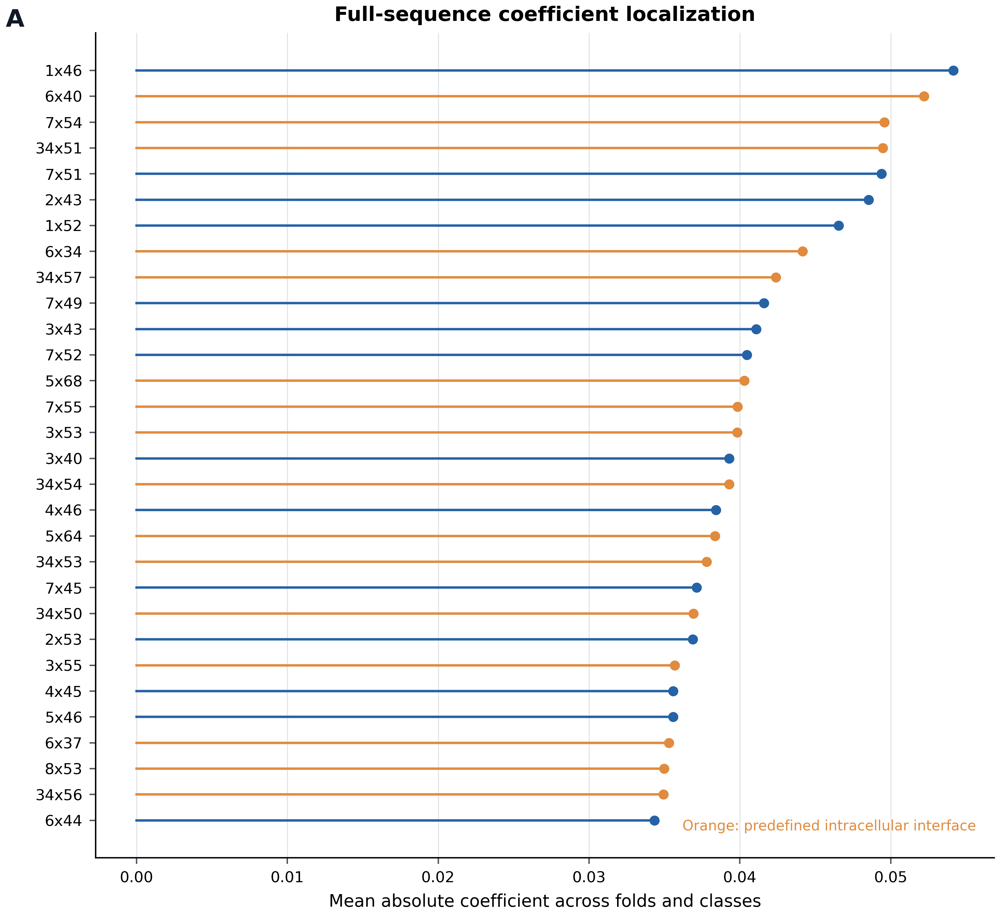 A
Full-sequence coefficient localization
1x46
6x40
7x54
34x51
7x51
2x43
1x52
6x34
34x57
7x49
3x43
7x52
5x68
7x55
3x53
3x40
34x54
4x46
5x64
34x53
7x45
34x50
2x53
3x55
4x45
5x46
6x37
8x53
34x56
6x44
Orange: predefined intracellular interface
0.00 0.01 0.02 0.03 0.04 0.05
Mean absolute coefficient across folds and classes